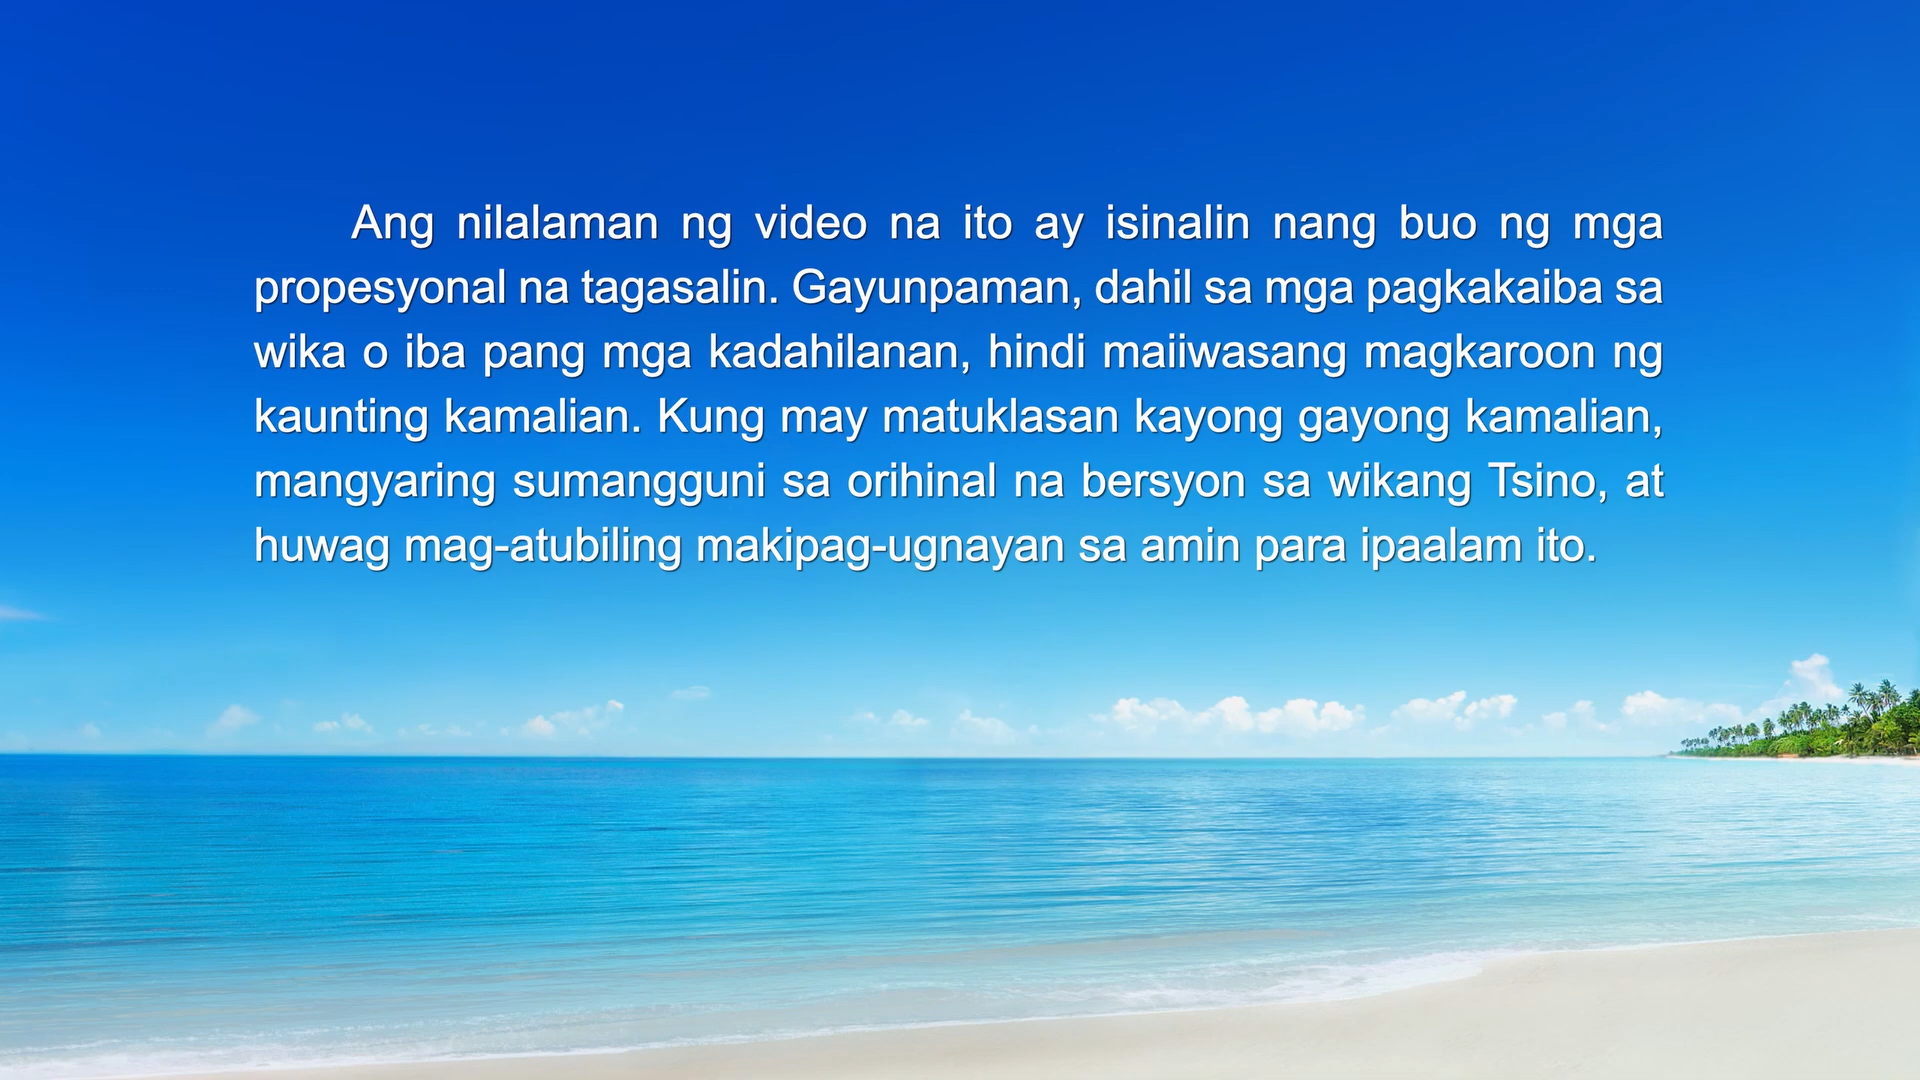 Ang nilalaman ng video na ito ay isinalin nang buo ng mga
propesyonal na tagasalin. Gayunpaman, dahil sa mga pagkakaiba sa
wika o iba pang mga kadahilanan, hindi maiiwasang magkaroon ng
kaunting kamalian. Kung may matuklasan kayong gayong kamalian,
mangyaring sumangguni sa orihinal na bersyon sa wikang Tsino, at
huwag mag-atubiling makipag-ugnayan sa amin para ipaalam ito.